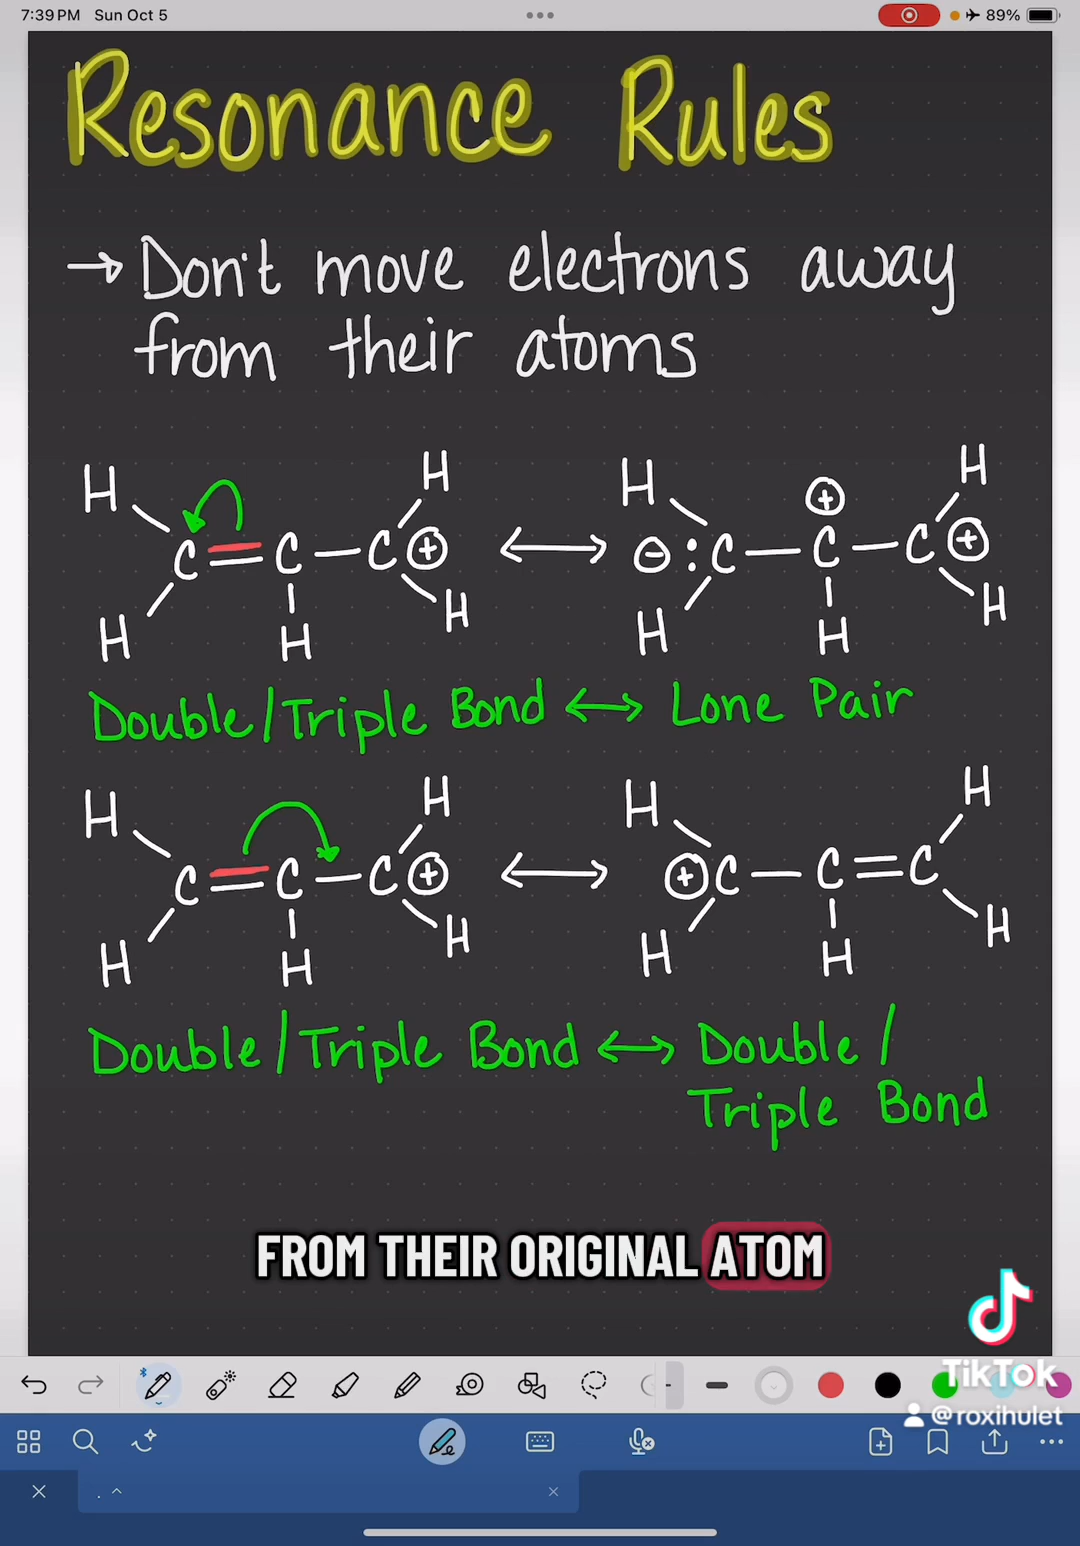 7:39 PM Sun Oct 5
89%
Resonance Rules
→ Don't move electrons away
from their atoms
H H H H
⊕
C=C–C⊕ ↔ ⊖:C–C–C⊕
H H H H H H
Double/Triple Bond ↔ Lone Pair
H H H H
C=C–C⊕ ↔ ⊕C–C=C
H H H H H H
Double/Triple Bond ↔ Double/
Triple Bond
FROM THEIR ORIGINAL ATOM
TikTok
@roxihulet